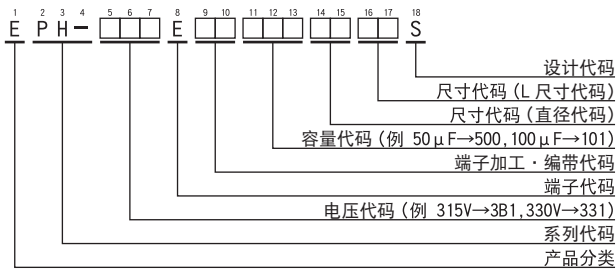 1 2 3 4 5 6 7 8 9 10 11 12 13 14 15 16 17 18
E P H - E S
设计代码
尺寸代码 (L 尺寸代码)
尺寸代码 (直径代码)
容量代码 (例 50μF→500, 100μF→101)
端子加工・编带代码
端子代码
电压代码 (例 315V→3B1, 330V→331)
系列代码
产品分类